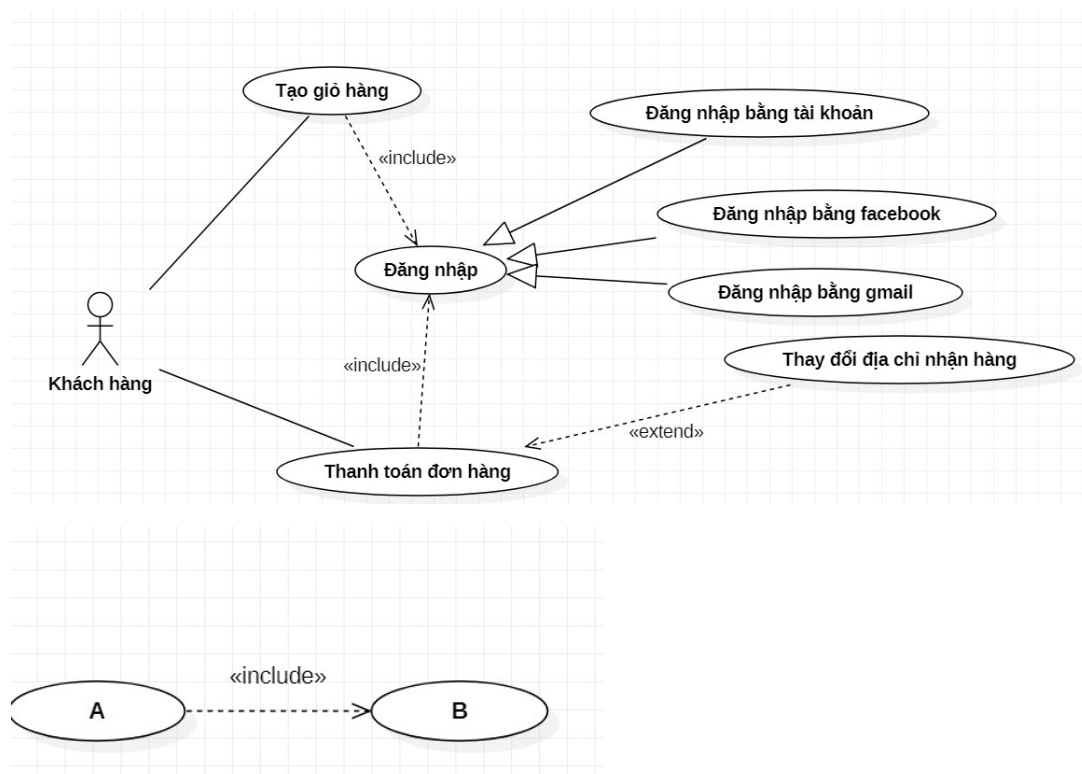 Tạo giỏ hàng
Đăng nhập bằng tài khoản
«include»
Đăng nhập bằng facebook
Đăng nhập
Đăng nhập bằng gmail
Thay đổi địa chỉ nhận hàng
«include»
Khách hàng
«extend»
Thanh toán đơn hàng
«include»
A
B